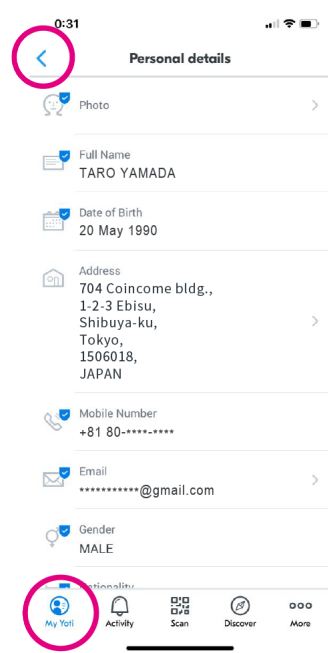 0:31
Personal details
Photo
Full Name
TARO YAMADA
Date of Birth
20 May 1990
Address
704 Coincome bldg.,
1-2-3 Ebisu,
Shibuya-ku,
Tokyo,
1506018,
JAPAN
Mobile Number
+81 80-****-****
Email
***********@gmail.com
Gender
MALE
Nationality
My Yoti
Activity
Scan
Discover
More